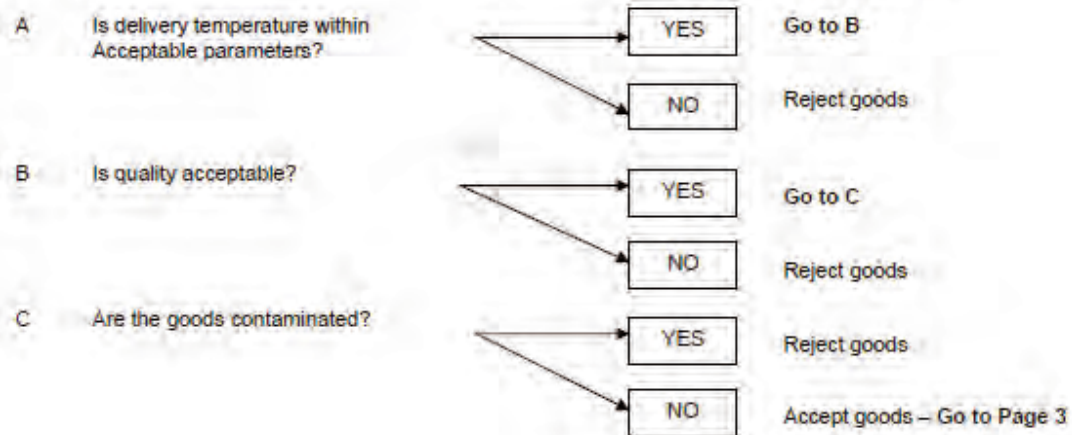 A Is delivery temperature within YES Go to B
Acceptable parameters?
NO Reject goods
B Is quality acceptable? YES Go to C
NO Reject goods
C Are the goods contaminated? YES Reject goods
NO Accept goods – Go to Page 3